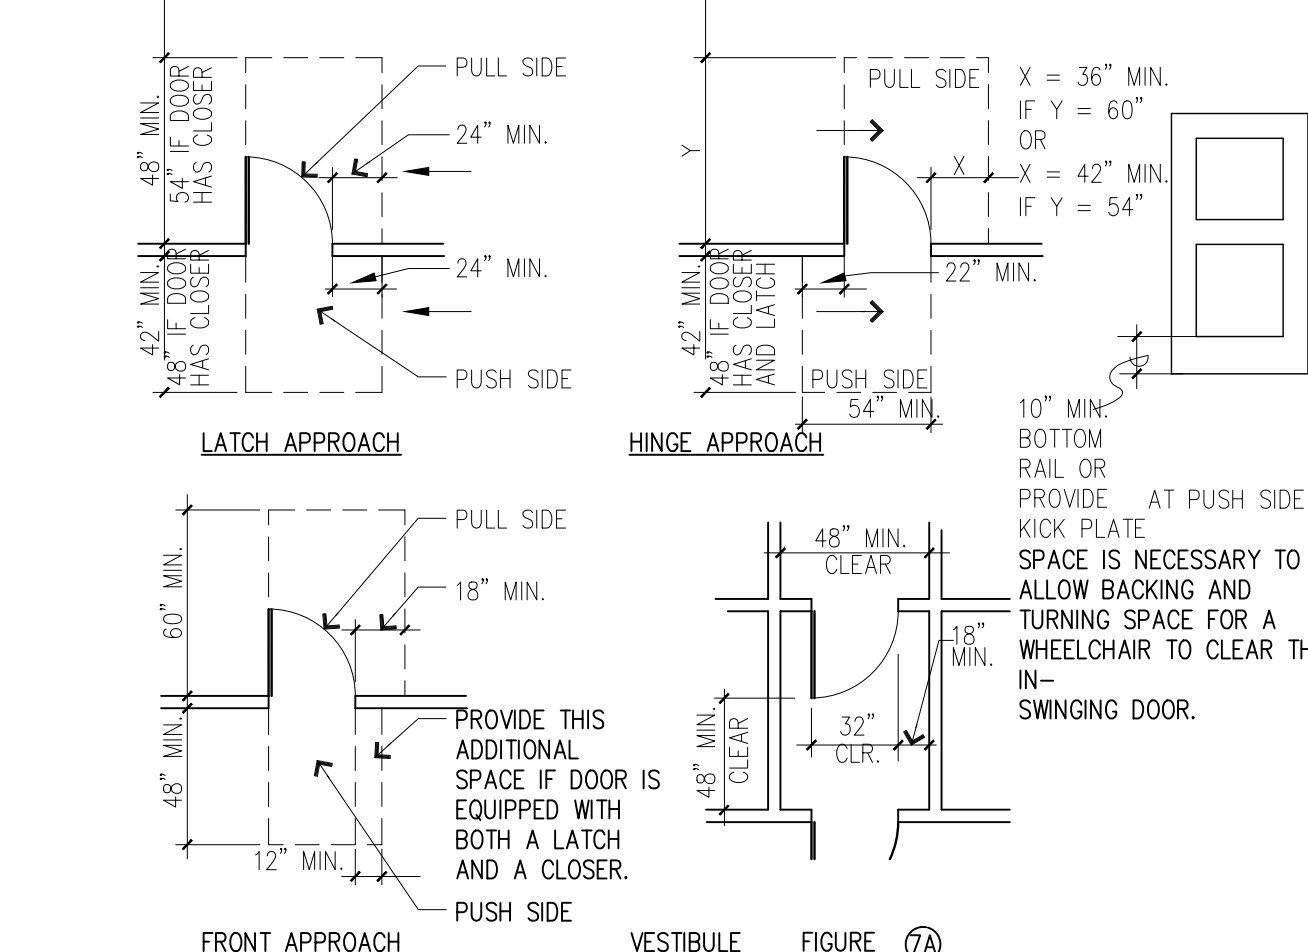 48” MIN.
54” IF DOOR
HAS CLOSER
PULL SIDE
24” MIN.
42” MIN.
48” IF DOOR
HAS CLOSER
24” MIN.
PUSH SIDE
LATCH APPROACH
Y
PULL SIDE
X
X = 36” MIN.
IF Y = 60”
OR
X = 42” MIN.
IF Y = 54”
42” MIN.
48” IF DOOR
HAS CLOSER
AND LATCH
22” MIN.
PUSH SIDE
54” MIN.
HINGE APPROACH
10” MIN.
BOTTOM
RAIL OR
PROVIDE AT PUSH SIDE
KICK PLATE
SPACE IS NECESSARY TO
ALLOW BACKING AND
TURNING SPACE FOR A
WHEELCHAIR TO CLEAR TH
IN–
SWINGING DOOR.
60” MIN.
PULL SIDE
18” MIN.
48” MIN.
PROVIDE THIS
ADDITIONAL
SPACE IF DOOR IS
EQUIPPED WITH
BOTH A LATCH
AND A CLOSER.
12” MIN.
PUSH SIDE
FRONT APPROACH
48” MIN.
CLEAR
18”
MIN.
48” MIN.
CLEAR
32”
CLR.
VESTIBULE FIGURE 7A